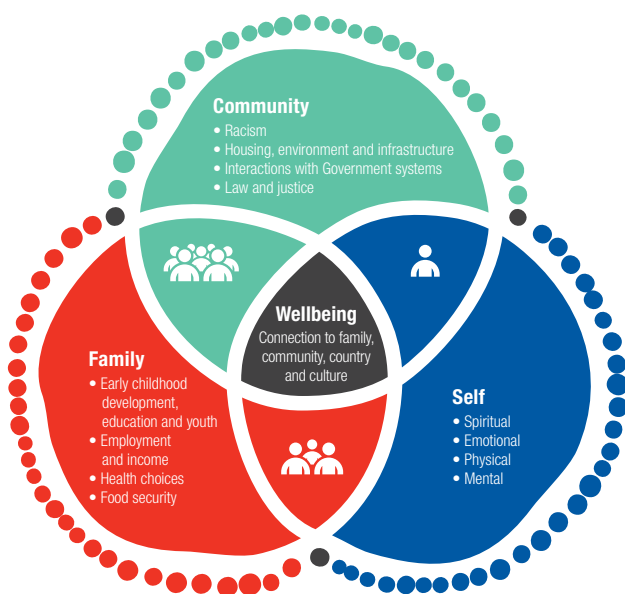 Community
• Racism
• Housing, environment and infrastructure
• Interactions with Government systems
• Law and justice
Wellbeing
Connection to family,
community, country
and culture
Family
• Early childhood
development,
education and youth
• Employment
and income
• Health choices
• Food security
Self
• Spiritual
• Emotional
• Physical
• Mental